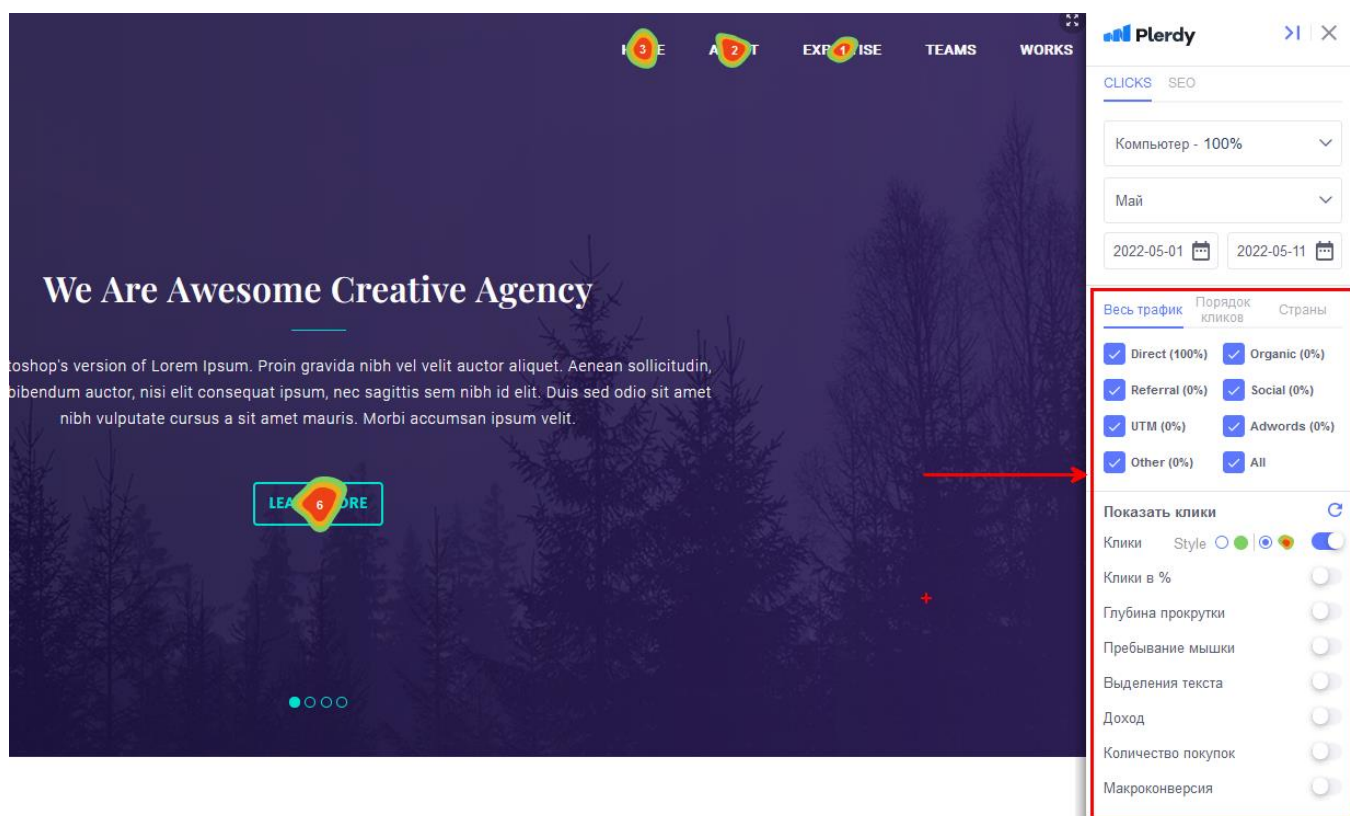 3
2
1
EXP ISE
TEAMS
WORKS
We Are Awesome Creative Agency
toshop's version of Lorem Ipsum. Proin gravida nibh vel velit auctor aliquet. Aenean sollicitudin,
bibendum auctor, nisi elit consequat ipsum, nec sagittis sem nibh id elit. Duis sed odio sit amet
nibh vulputate cursus a sit amet mauris. Morbi accumsan ipsum velit.
6
Plerdy
CLICKS SEO
Компьютер - 100%
Май
2022-05-01 2022-05-11
Весь трафик
Порядок
кликов
Страны
Direct (100%) Organic (0%)
Referral (0%) Social (0%)
UTM (0%) Adwords (0%)
Other (0%) All
Показать клики
Клики Style
Клики в %
Глубина прокрутки
Пребывание мышки
Выделения текста
Доход
Количество покупок
Макроконверсия